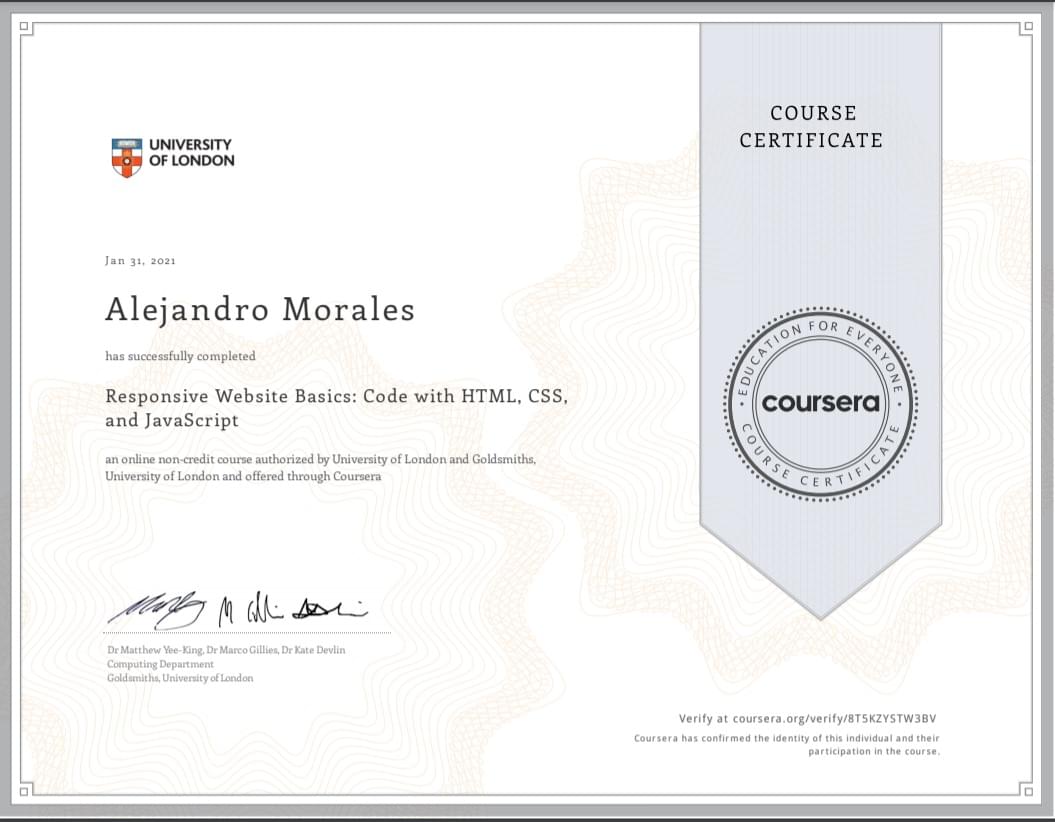 UNIVERSITY
OF LONDON
COURSE
CERTIFICATE
Jan 31, 2021
Alejandro Morales
has successfully completed
Responsive Website Basics: Code with HTML, CSS,
and JavaScript
an online non-credit course authorized by University of London and Goldsmiths,
University of London and offered through Coursera
EDUCATION FOR EVERYONE
coursera
COURSE CERTIFICATE
Dr Matthew Yee-King, Dr Marco Gillies, Dr Kate Devlin
Computing Department
Goldsmiths, University of London
Verify at coursera.org/verify/8T5KZYSTW3BV
Coursera has confirmed the identity of this individual and their
participation in the course.